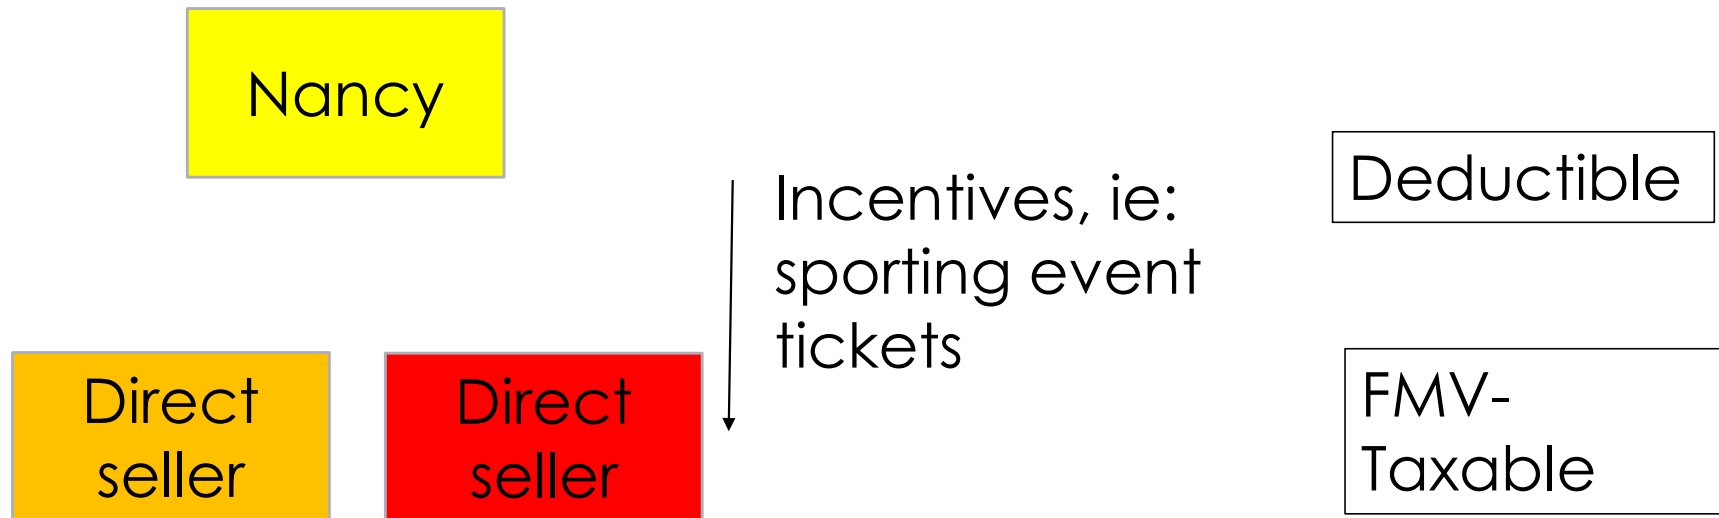 Nancy
Deductible
Incentives, ie:
sporting event
tickets
Direct
seller
Direct
seller
FMV-
Taxable